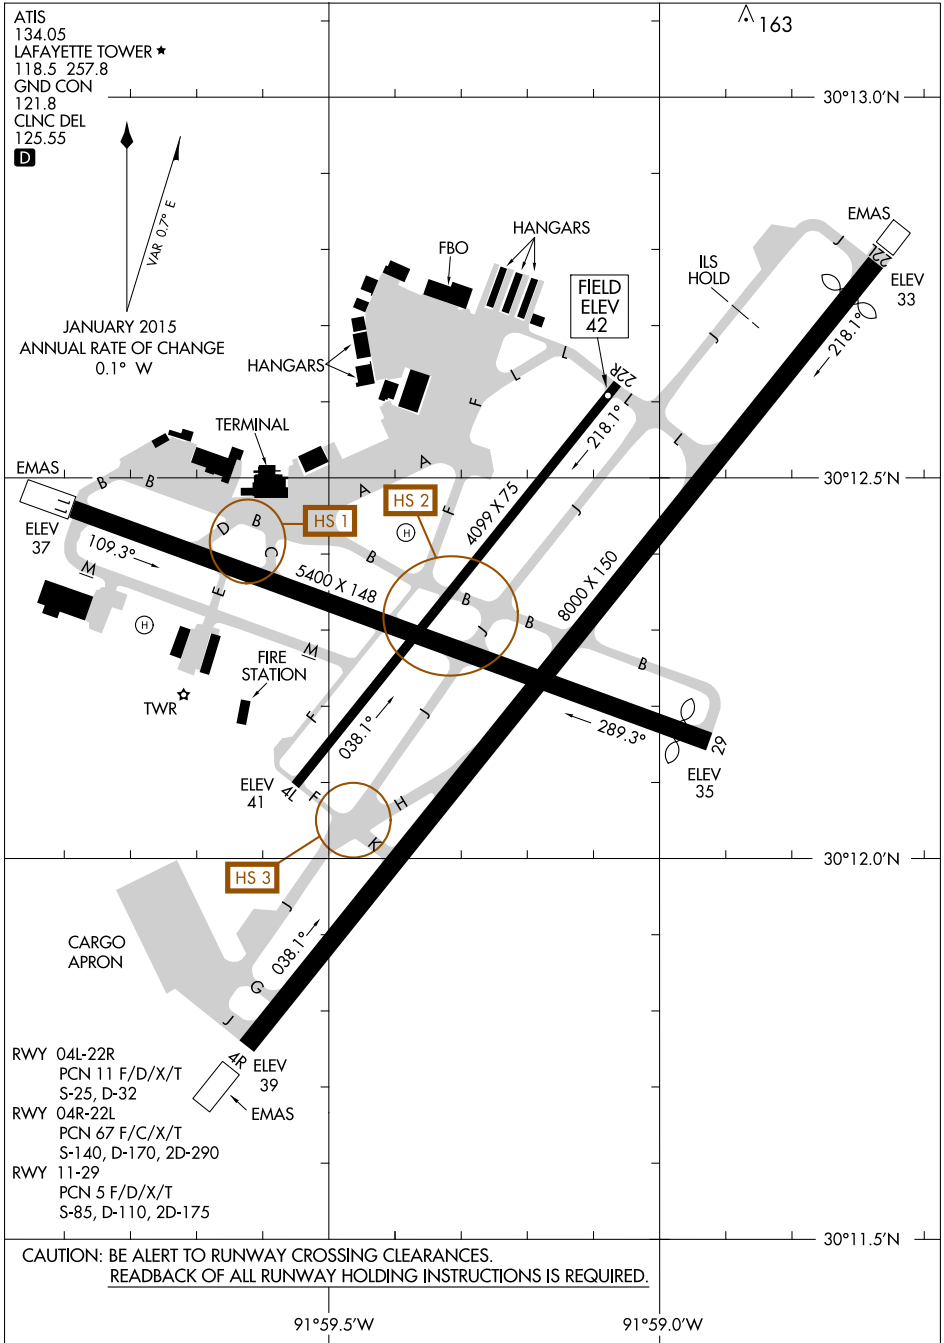 ATIS
134.05
LAFAYETTE TOWER ★
118.5 257.8
GND CON
121.8
CLNC DEL
125.55
D
VAR 0.7° E
JANUARY 2015
ANNUAL RATE OF CHANGE
0.1° W
163
30°13.0'N
EMAS
J
22L
ELEV
33
ILS
HOLD
218.1°
J
HANGARS
FBO
FIELD
ELEV
42
HANGARS
L
L
F
22R
L
L
218.1°
TERMINAL
A
A
30°12.5'N
EMAS
B
B
11
ELEV
37
HS 1
HS 2
D
B
C
H
F
4099 X 75
J
109.3°
B
5400 X 148
8000 X 150
M
E
B
J
B
B
H
M
FIRE
STATION
TWR
F
038.1°
J
289.3°
29
ELEV
35
ELEV
41
4L
F
H
K
HS 3
30°12.0'N
J
CARGO
APRON
038.1°
G
J
4R
ELEV
39
EMAS
RWY 04L-22R
PCN 11 F/D/X/T
S-25, D-32
RWY 04R-22L
PCN 67 F/C/X/T
S-140, D-170, 2D-290
RWY 11-29
PCN 5 F/D/X/T
S-85, D-110, 2D-175
30°11.5'N
CAUTION: BE ALERT TO RUNWAY CROSSING CLEARANCES.
READBACK OF ALL RUNWAY HOLDING INSTRUCTIONS IS REQUIRED.
91°59.5'W
91°59.0'W